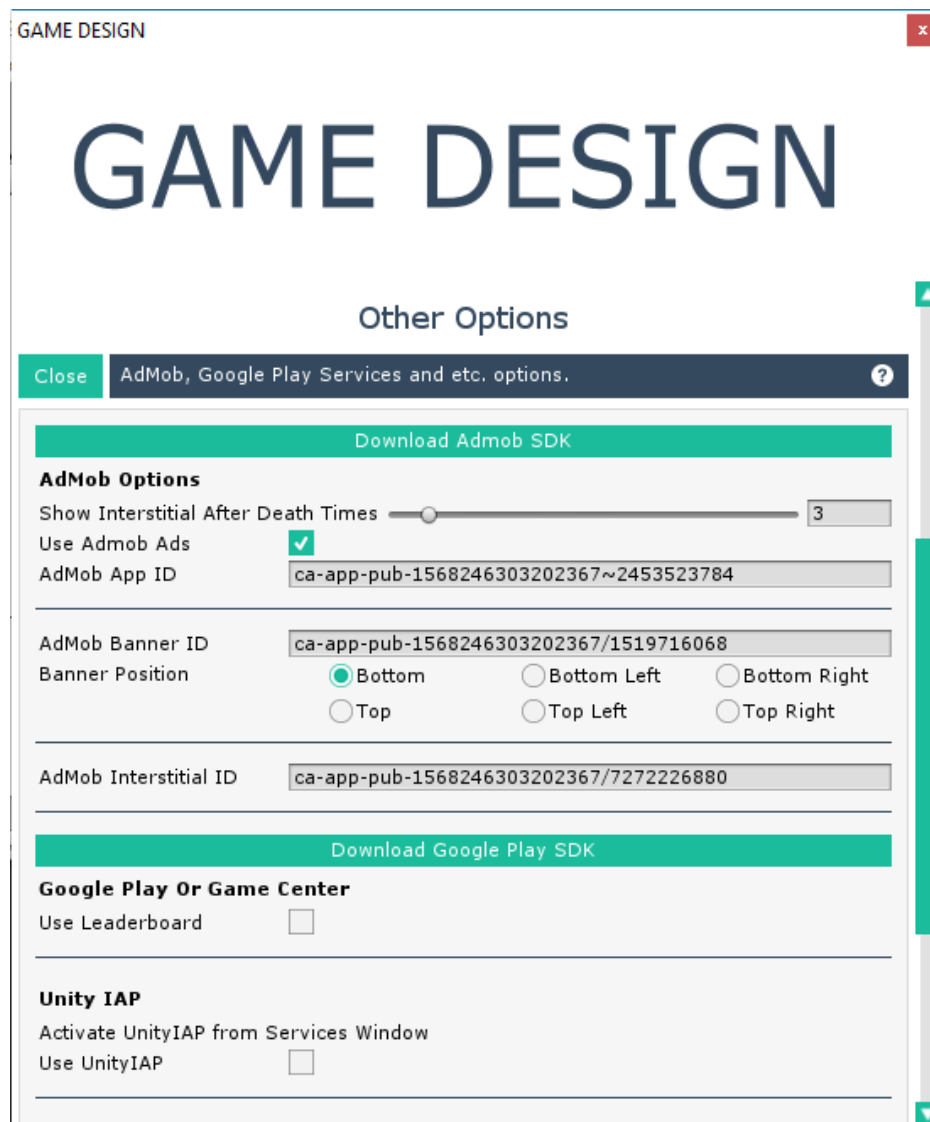 GAME DESIGN
x
GAME DESIGN
Other Options
Close AdMob, Google Play Services and etc. options. ?
Download Admob SDK
AdMob Options
Show Interstitial After Death Times 3
Use Admob Ads
AdMob App ID ca-app-pub-1568246303202367~2453523784
AdMob Banner ID ca-app-pub-1568246303202367/1519716068
Banner Position Bottom Bottom Left Bottom Right
Top Top Left Top Right
AdMob Interstitial ID ca-app-pub-1568246303202367/7272226880
Download Google Play SDK
Google Play Or Game Center
Use Leaderboard
Unity IAP
Activate UnityIAP from Services Window
Use UnityIAP